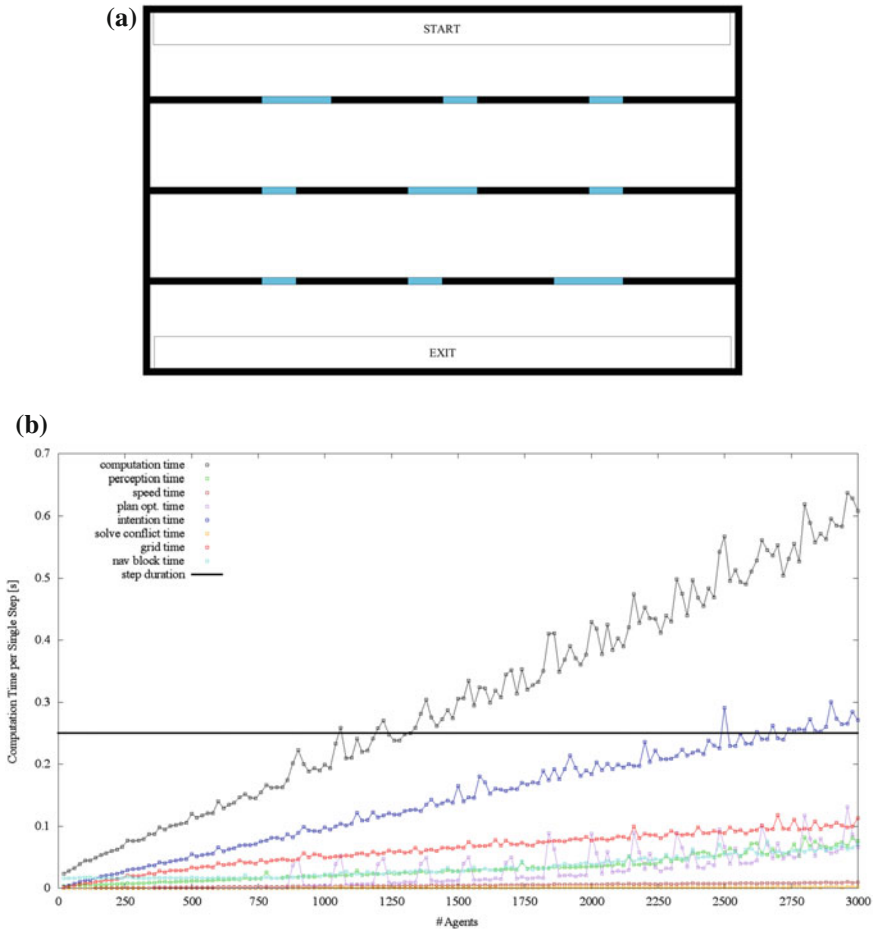 (a)
START
EXIT
(b)
0.7
0.6
0.5
0.4
0.3
0.2
0.1
0
Computation Time per Single Step [s]
computation time
perception time
speed time
plan opt. time
intention time
solve conflict time
grid time
nav block time
step duration
0 250 500 750 1000 1250 1500 1750 2000 2250 2500 2750 3000
# Agents